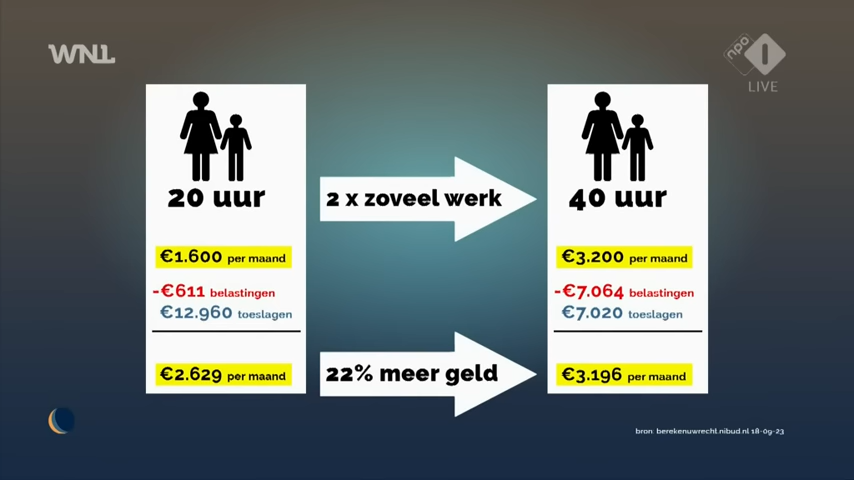 WNL
npo 1
LIVE
20 uur
2 x zoveel werk
40 uur
€1.600 per maand
€3.200 per maand
-€611 belastingen
-€7.064 belastingen
€12.960 toeslagen
€7.020 toeslagen
€2.629 per maand
22% meer geld
€3.196 per maand
bron: berekenuwrecht.nibud.nl 18-09-23